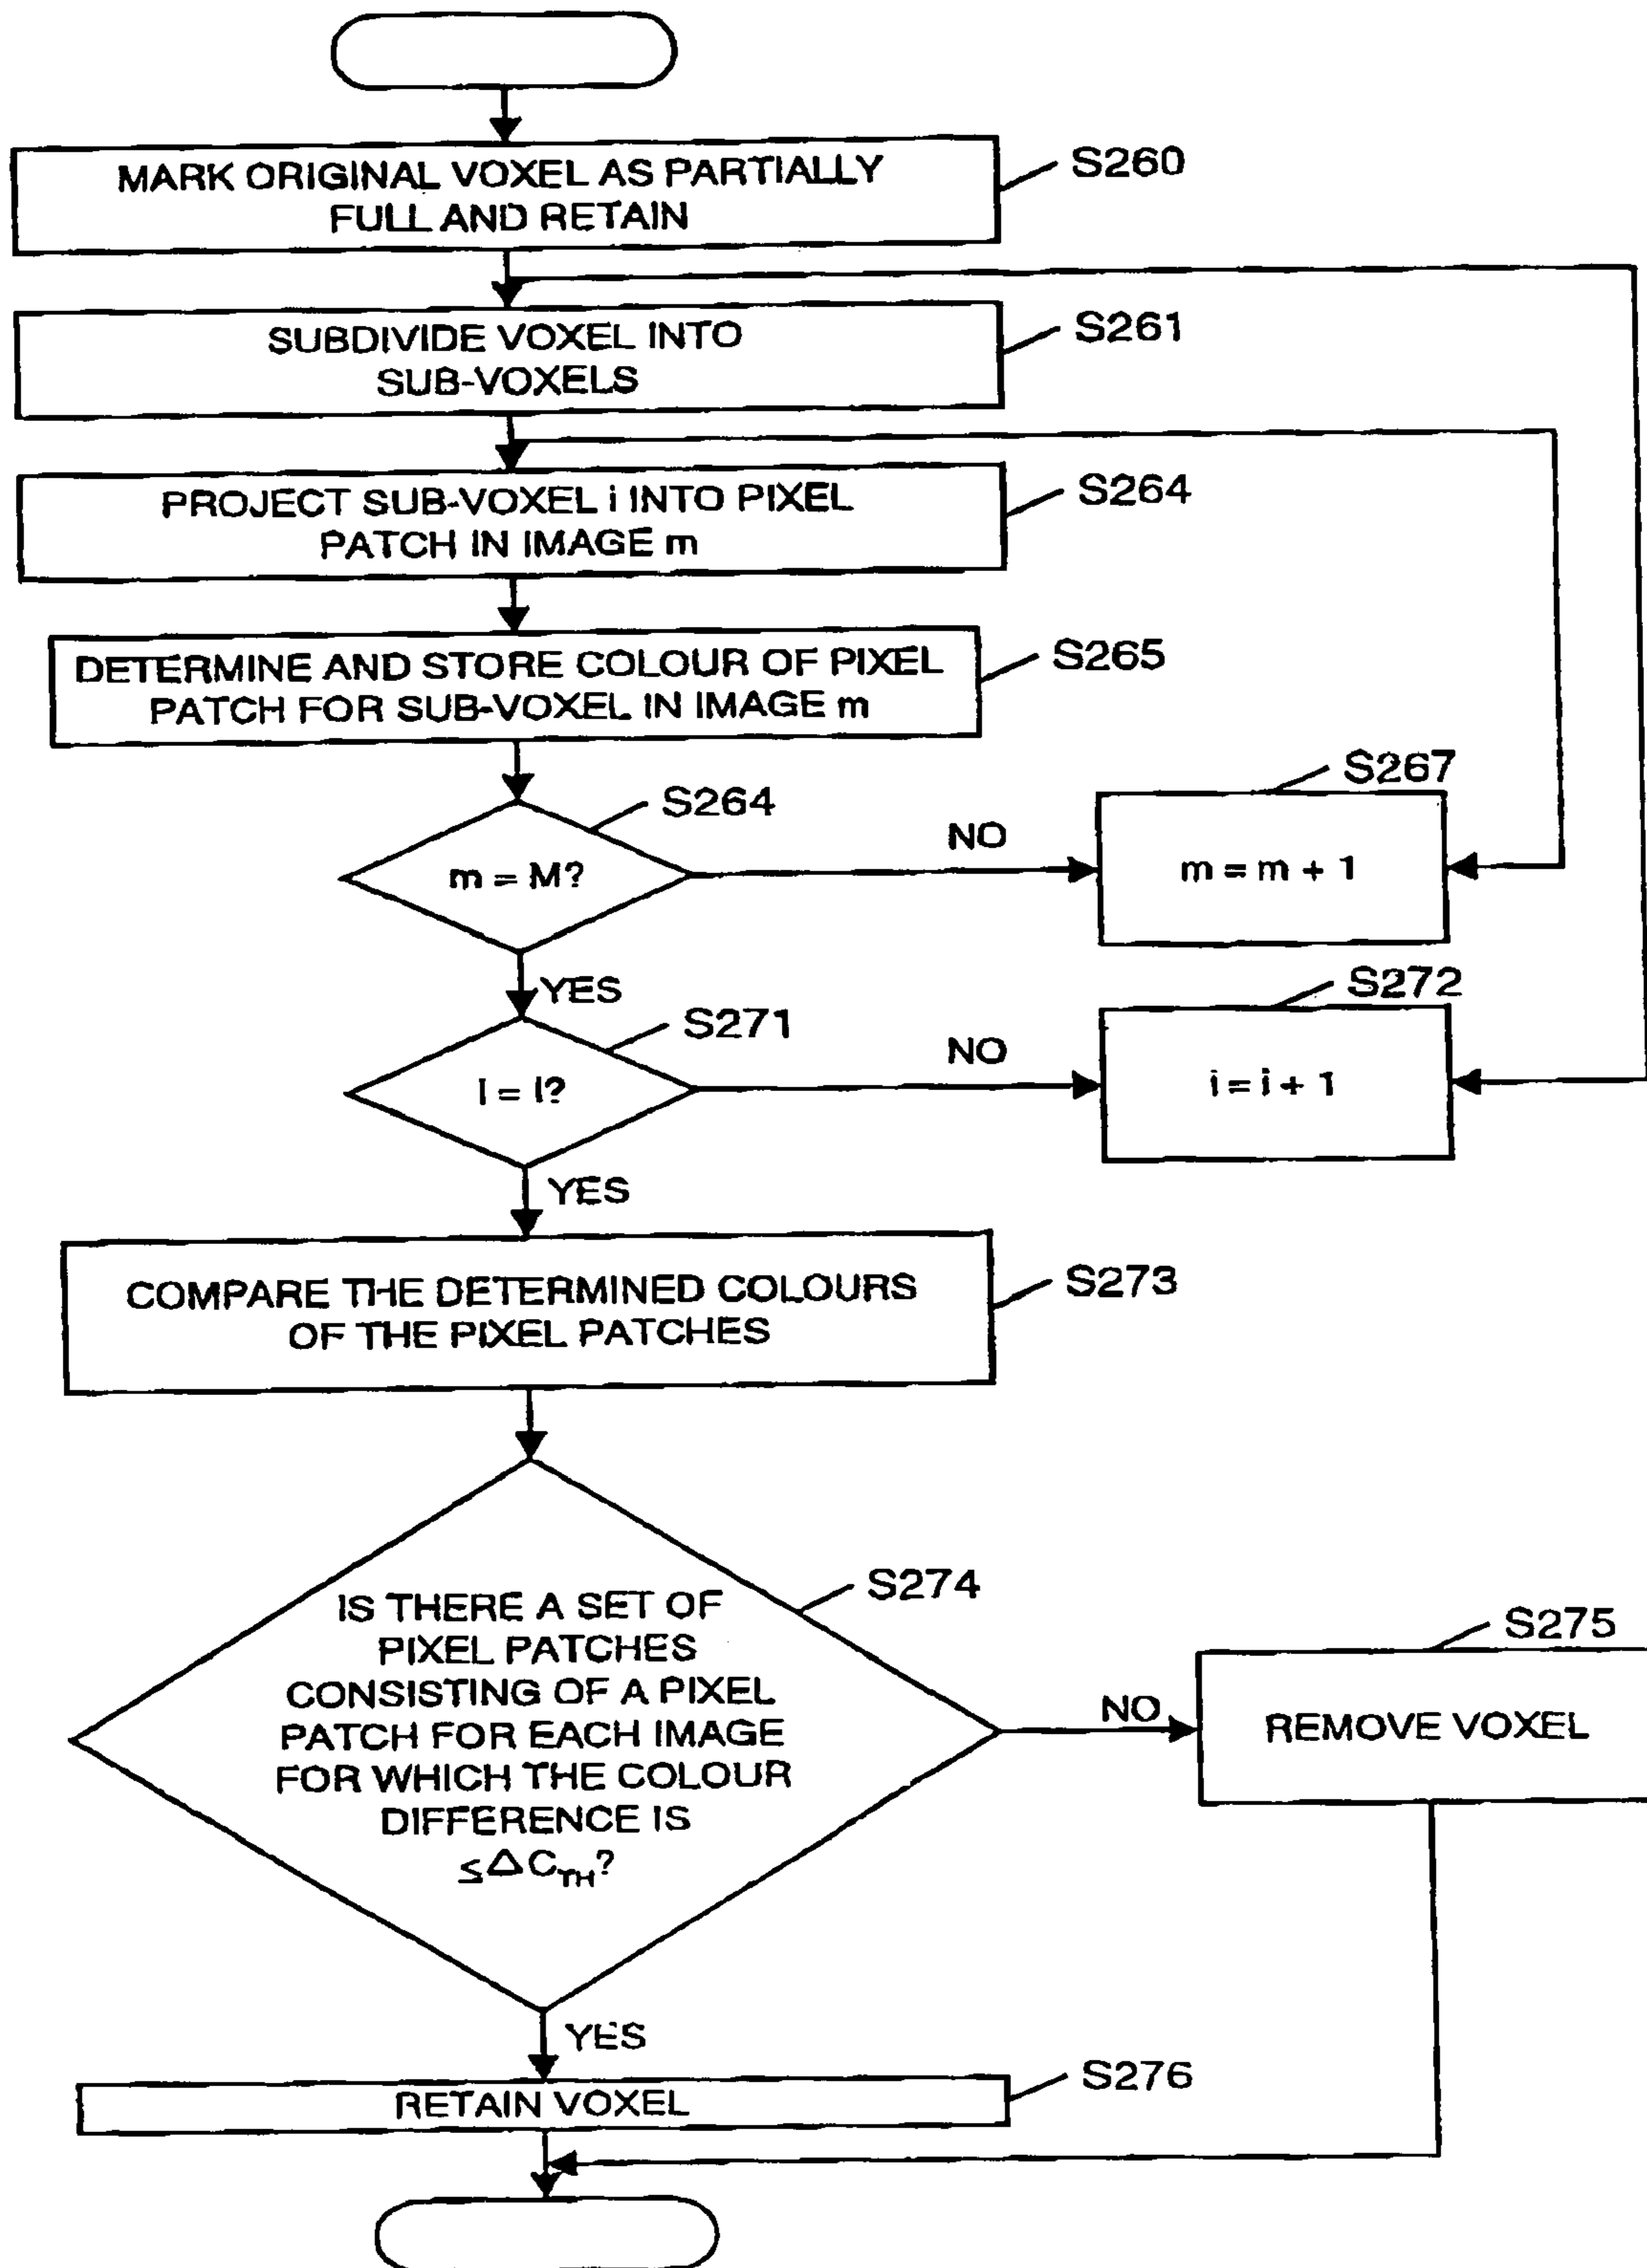 MARK ORIGINAL VOXEL AS PARTIALLY
FULL AND RETAIN
S260
SUBDIVIDE VOXEL INTO
SUB-VOXELS
S261
PROJECT SUB-VOXEL i INTO PIXEL
PATCH IN IMAGE m
S264
DETERMINE AND STORE COLOUR OF PIXEL
PATCH FOR SUB-VOXEL IN IMAGE m
S265
S264
m = M?
NO
S267
m = m + 1
YES
S271
I = I?
NO
S272
i = i + 1
YES
COMPARE THE DETERMINED COLOURS
OF THE PIXEL PATCHES
S273
S274
IS THERE A SET OF
PIXEL PATCHES
CONSISTING OF A PIXEL
PATCH FOR EACH IMAGE
FOR WHICH THE COLOUR
DIFFERENCE IS
≤ΔC_TH?
NO
S275
REMOVE VOXEL
YES
RETAIN VOXEL
S276